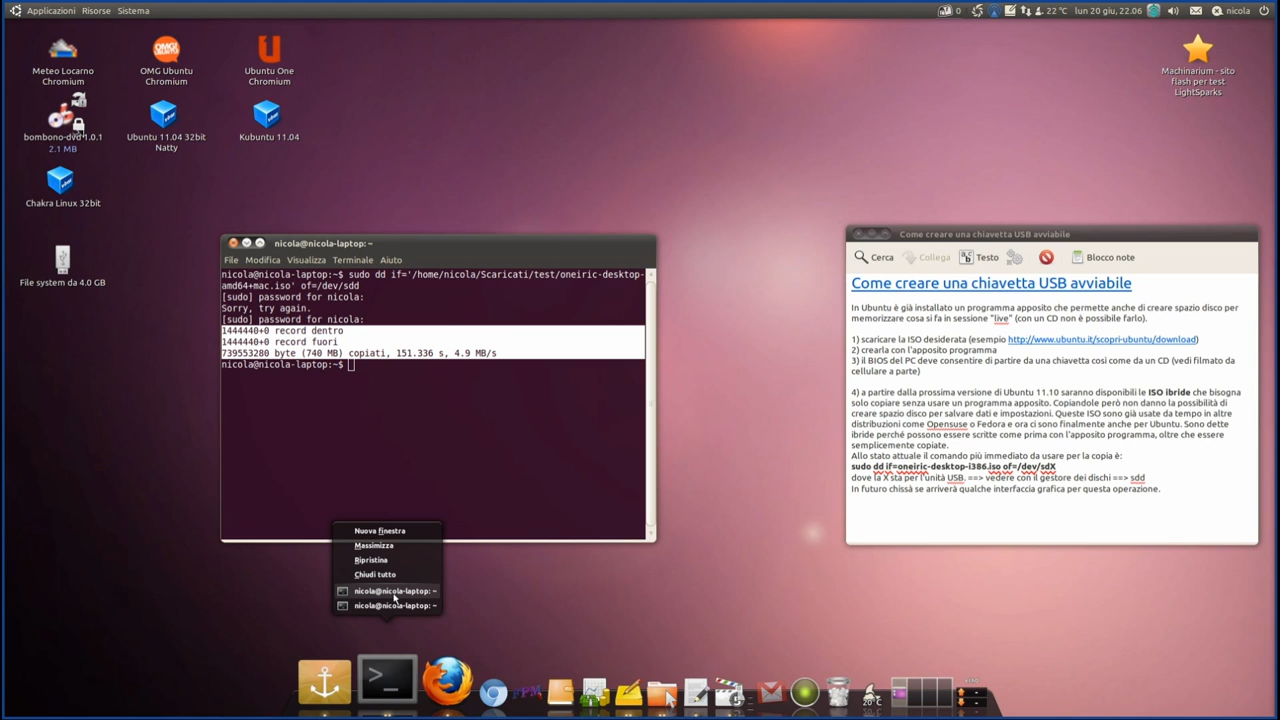 Applicazioni Risorse Sistema
0 22 °C lun 20 giu, 22.06 nicola
Meteo Locarno
Chromium
OMG Ubuntu
Chromium
Ubuntu One
Chromium
Machinarium - sito
flash per test
LightSparks
bombono-dvd-1.0.1
2.1 MB
Ubuntu 11.04 32bit
Natty
Kubuntu 11.04
Chakra Linux 32bit
File system da 4.0 GB
nicola@nicola-laptop: ~
File Modifica Visualizza Terminale Aiuto
nicola@nicola-laptop:~$ sudo dd if='/home/nicola/Scaricati/test/oneiric-desktop-
amd64+mac.iso' of=/dev/sdd
[sudo] password for nicola:
Sorry, try again.
[sudo] password for nicola:
1444440+0 record dentro
1444440+0 record fuori
739553280 byte (740 MB) copiati, 151.336 s, 4.9 MB/s
nicola@nicola-laptop:~$
Come creare una chiavetta USB avviabile
Cerca Collega Testo Blocco note
Come creare una chiavetta USB avviabile
In Ubuntu è già installato un programma apposito che permette anche di creare spazio disco per
memorizzare cosa si fa in sessione "live" (con un CD non è possibile farlo).
1) scaricare la ISO desiderata (esempio http://www.ubuntu.it/scopri-ubuntu/download)
2) crearla con l'apposito programma
3) il BIOS del PC deve consentire di partire da una chiavetta cosi come da un CD (vedi filmato da
cellulare a parte)
4) a partire dalla prossima versione di Ubuntu 11.10 saranno disponibili le ISO ibride che bisogna
solo copiare senza usare un programma apposito. Copiandole però non danno la possibilità di
creare spazio disco per salvare dati e impostazioni. Queste ISO sono già usate da tempo in altre
distribuzioni come Opensuse o Fedora e ora ci sono finalmente anche per Ubuntu. Sono dette
ibride perché possono essere scritte come prima con l'apposito programma, oltre che essere
semplicemente copiate.
Allo stato attuale il comando più immediato da usare per la copia è:
sudo dd if=oneiric-desktop-i386.iso of=/dev/sdX
dove la X sta per l'unità USB. ==> vedere con il gestore dei dischi ==> sdd
In futuro chissà se arriverà qualche interfaccia grafica per questa operazione.
Nuova finestra
Massimizza
Ripristina
Chiudi tutto
nicola@nicola-laptop: ~
nicola@nicola-laptop: ~
20°C